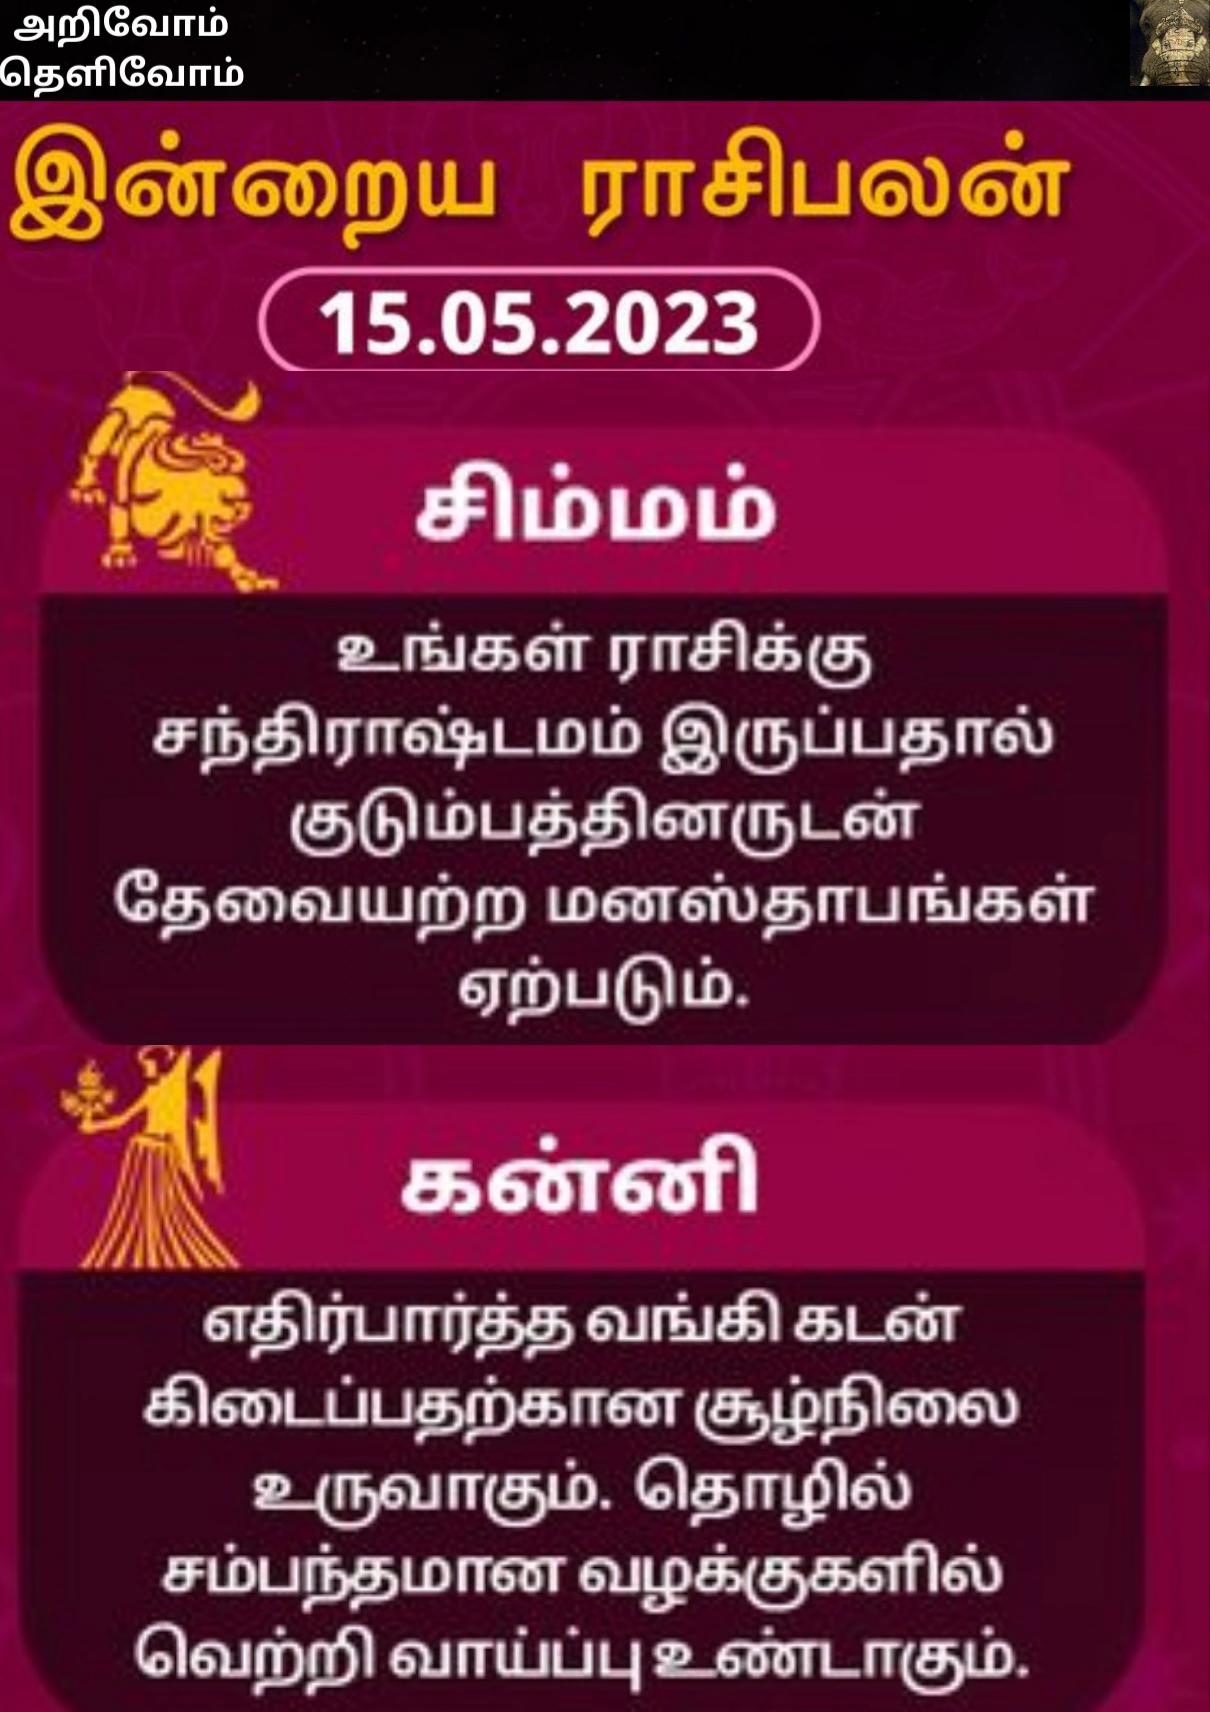 அறிவோம்
தெளிவோம்
இன்றைய ராசிபலன்
15.05.2023
சிம்மம்
உங்கள் ராசிக்கு
சந்திராஷ்டமம் இருப்பதால்
குடும்பத்தினருடன்
தேவையற்ற மனஸ்தாபங்கள்
ஏற்படும்.
கன்னி
எதிர்பார்த்த வங்கி கடன்
கிடைப்பதற்கான சூழ்நிலை
உருவாகும். தொழில்
சம்பந்தமான வழக்குகளில்
வெற்றி வாய்ப்பு உண்டாகும்.